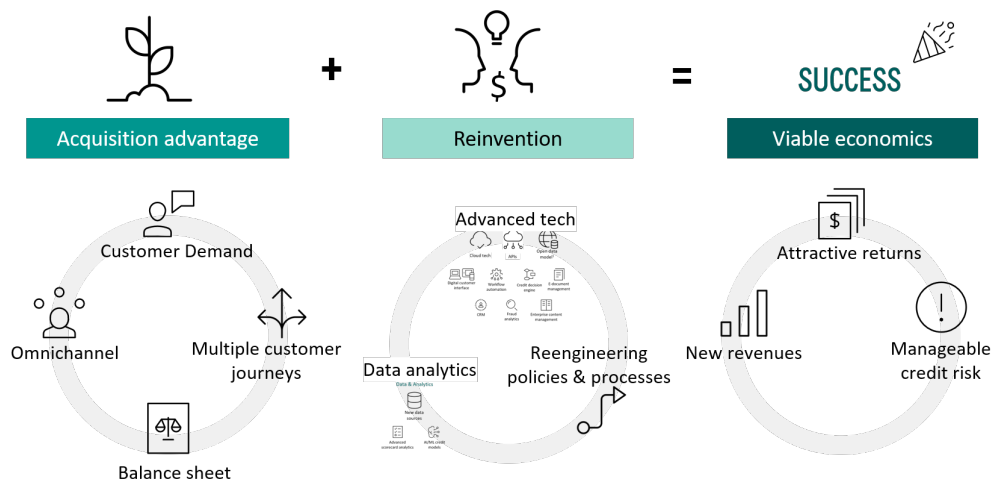 +
=
SUCCESS
Acquisition advantage
Reinvention
Viable economics
Customer Demand
Omnichannel
Multiple customer
journeys
Balance sheet
Advanced tech
Cloud tech
APIs
Open data
model
Digital customer
interface
Workflow
automation
Credit decision
engine
E-document
management
CRM
Fraud
analytics
Enterprise content
management
Data analytics
Data & Analytics
New data
sources
Advanced
scorecard analytics
AI/ML credit
models
Reengineering
policies & processes
$
$
Attractive returns
New revenues
Manageable
credit risk